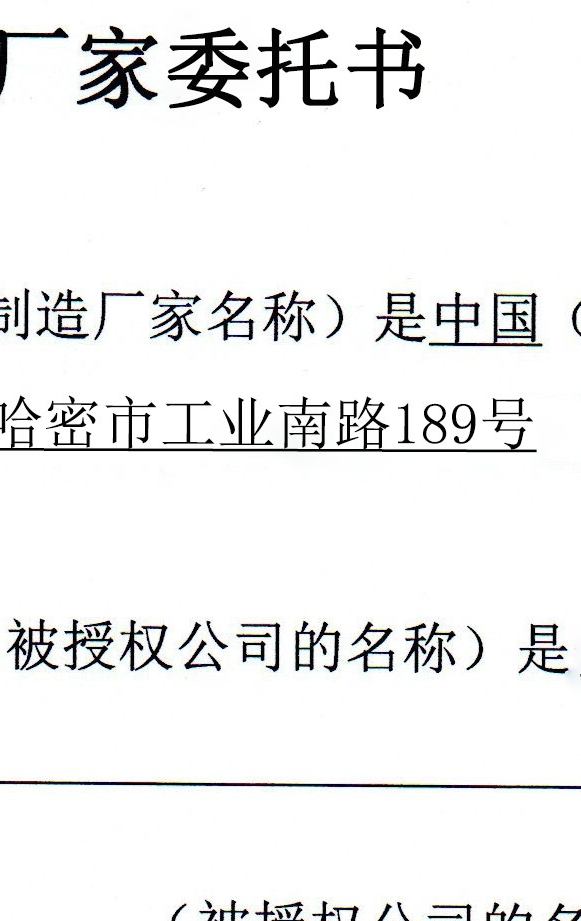 厂家委托书
制造厂家名称）是中国（
哈密市工业南路189号
被授权公司的名称）是
（被授权公司的名